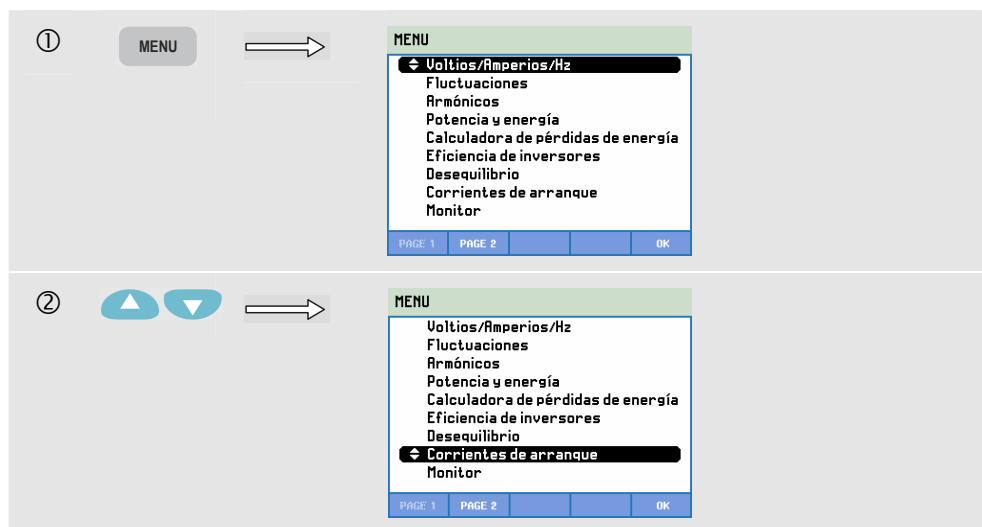 ①
MENU
MENU
Voltios/Amperios/Hz
Fluctuaciones
Armónicos
Potencia y energía
Calculadora de pérdidas de energía
Eficiencia de inversores
Desequilibrio
Corrientes de arranque
Monitor
PAGE 1 PAGE 2 OK
②
MENU
Voltios/Amperios/Hz
Fluctuaciones
Armónicos
Potencia y energía
Calculadora de pérdidas de energía
Eficiencia de inversores
Desequilibrio
Corrientes de arranque
Monitor
PAGE 1 PAGE 2 OK